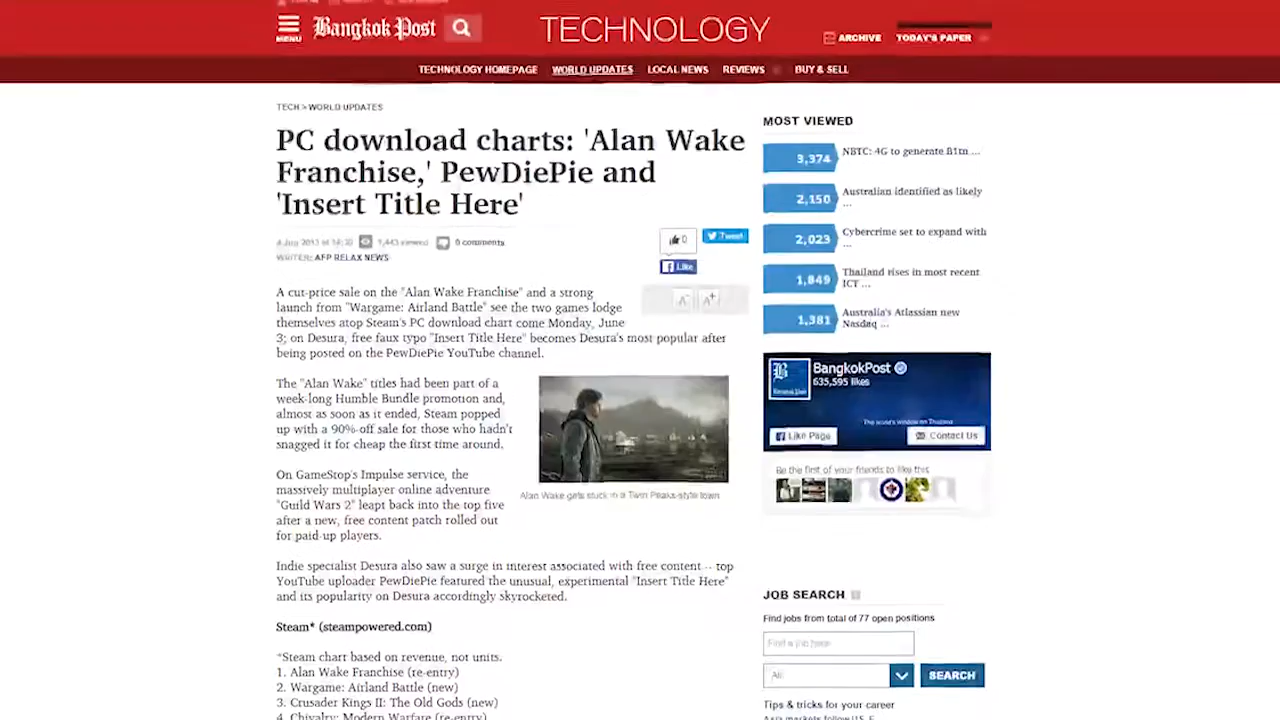 MENU
Bangkok Post
TECHNOLOGY
ARCHIVE
TODAY'S PAPER
TECHNOLOGY HOMEPAGE
WORLD UPDATES
LOCAL NEWS
REVIEWS
BUY & SELL
TECH > WORLD UPDATES
PC download charts: 'Alan Wake
Franchise,' PewDiePie and
'Insert Title Here'
4 Jun 2013 at 14:30
1,443 viewed
0 comments
WRITER: AFP RELAX NEWS
0
Tweet
Like
A cut-price sale on the "Alan Wake Franchise" and a strong
launch from "Wargame: Airland Battle" see the two games lodge
themselves atop Steam's PC download chart come Monday, June
3; on Desura, free faux typo "Insert Title Here" becomes Desura's most popular after
being posted on the PewDiePie YouTube channel.
A-
A+
The "Alan Wake" titles had been part of a
week-long Humble Bundle promotion and,
almost as soon as it ended, Steam popped
up with a 90%-off sale for those who hadn't
snagged it for cheap the first time around.
Alan Wake gets stuck in a Twin Peaks-style town
On GameStop's Impulse service, the
massively multiplayer online adventure
"Guild Wars 2" leapt back into the top five
after a new, free content patch rolled out
for paid-up players.
Indie specialist Desura also saw a surge in interest associated with free content -- top
YouTube uploader PewDiePie featured the unusual, experimental "Insert Title Here"
and its popularity on Desura accordingly skyrocketed.
Steam* (steampowered.com)
*Steam chart based on revenue, not units.
1. Alan Wake Franchise (re-entry)
2. Wargame: Airland Battle (new)
3. Crusader Kings II: The Old Gods (new)
4. Chivalry: Modern Warfare (re-entry)
MOST VIEWED
3,374
NBTC: 4G to generate B1tn ...
2,150
Australian identified as likely
...
2,023
Cybercrime set to expand with
...
1,849
Thailand rises in most recent
ICT ...
1,381
Australia's Atlassian new
Nasdaq ...
BangkokPost
635,595 likes
The world's window on Thailand
Like Page
Contact Us
Be the first of your friends to like this
JOB SEARCH
Find jobs from total of 77 open positions
Find a job here
All
SEARCH
Tips & tricks for your career